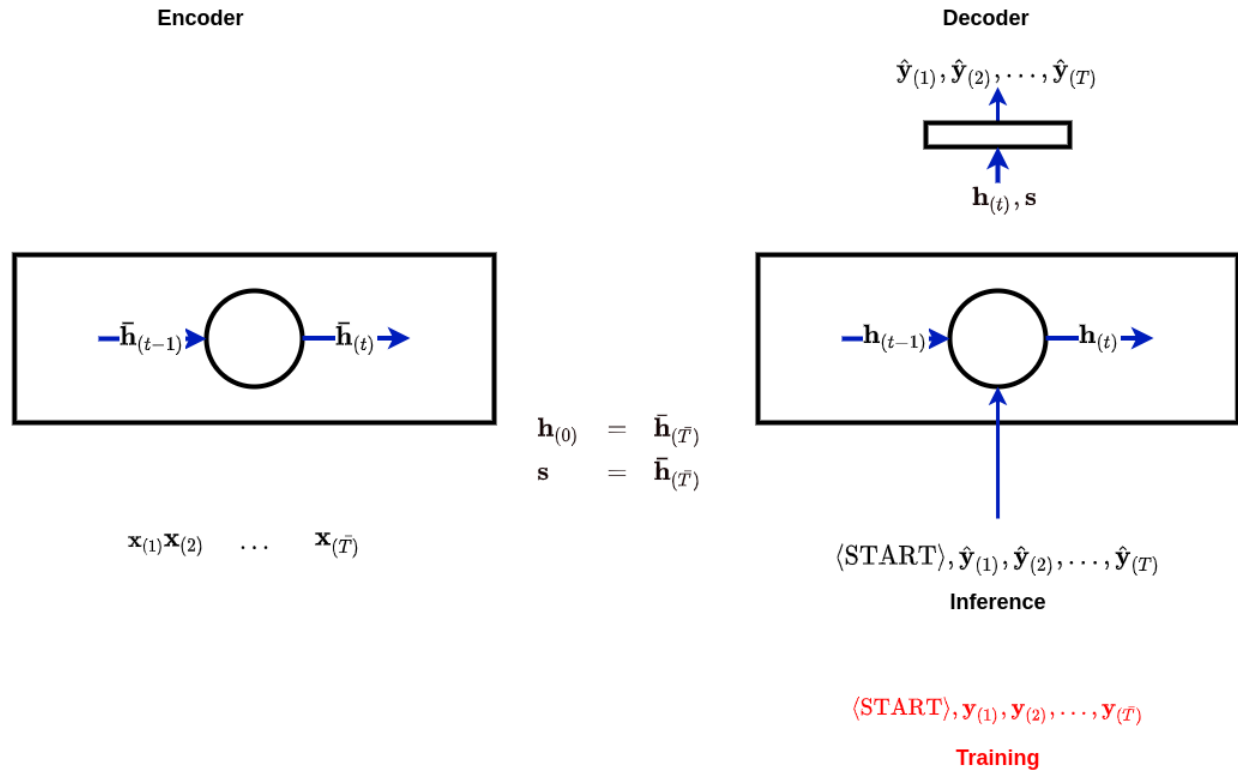 Encoder
Decoder
ŷ₍₁₎, ŷ₍₂₎, …, ŷ₍T₎
h₍t₎, s
h̄₍t−1₎
h̄₍t₎
h₍t−1₎
h₍t₎
h₍₀₎ = h̄₍T̄₎
s = h̄₍T̄₎
x₍₁₎x₍₂₎ … x₍T̄₎
⟨START⟩, ŷ₍₁₎, ŷ₍₂₎, …, ŷ₍T₎
Inference
⟨START⟩, y₍₁₎, y₍₂₎, …, y₍T̄₎
Training